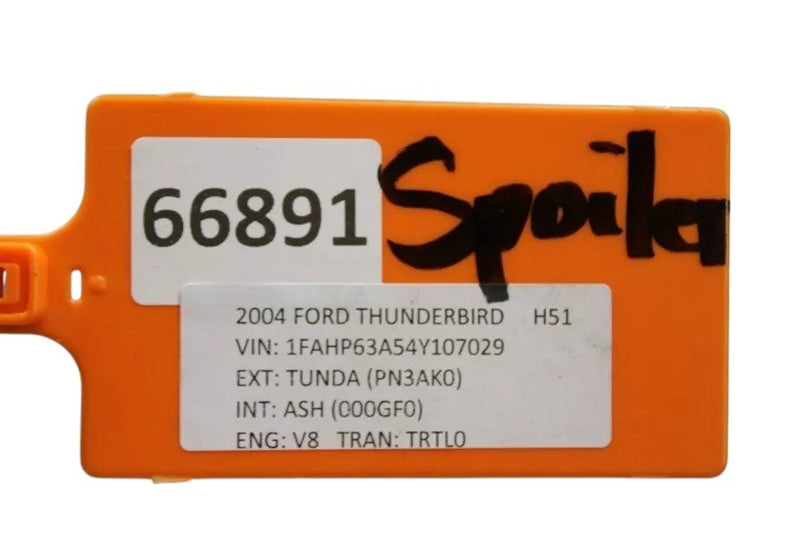 66891 Spoiler
2004 FORD THUNDERBIRD H51
VIN: 1FAHP63A54Y107029
EXT: TUNDA (PN3AK0)
INT: ASH (000GF0)
ENG: V8 TRAN: TRTL0